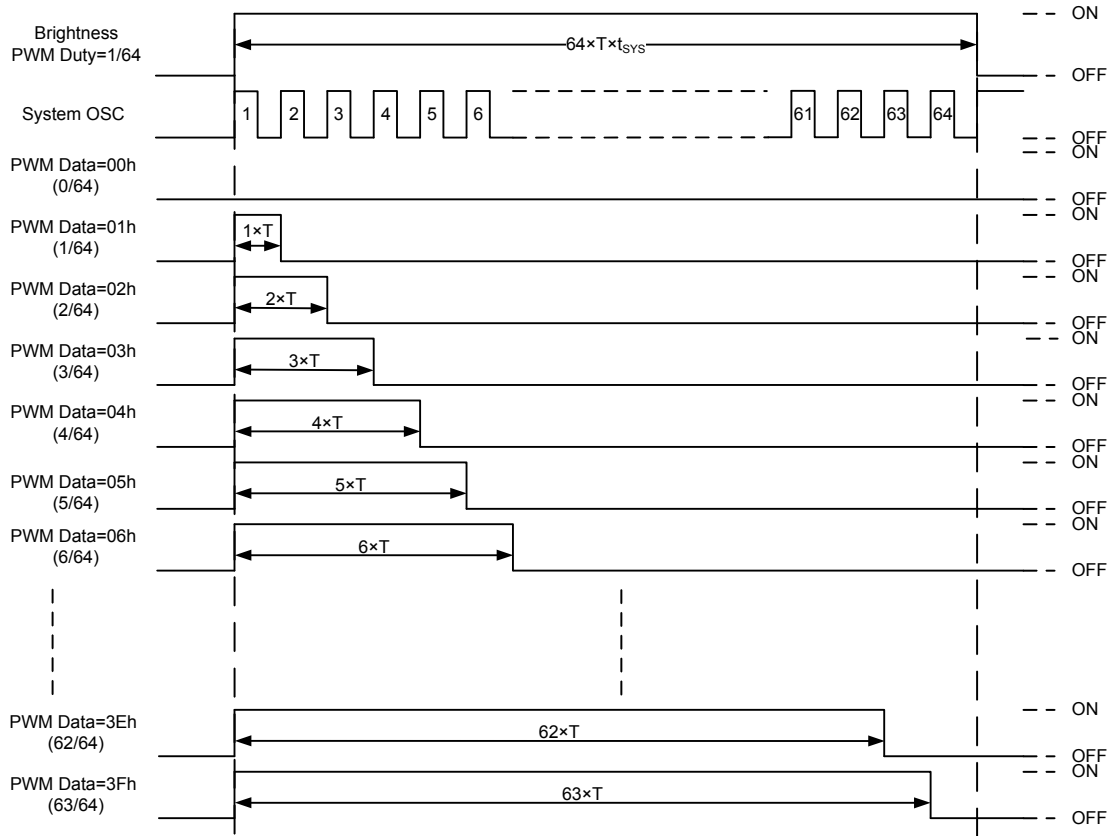 Brightness
PWM Duty=1/64
64×T×tSYS
ON
OFF
System OSC
1 2 3 4 5 6 61 62 63 64
OFF
PWM Data=00h
(0/64)
ON
OFF
PWM Data=01h
(1/64)
1×T
ON
OFF
PWM Data=02h
(2/64)
2×T
ON
OFF
PWM Data=03h
(3/64)
3×T
ON
OFF
PWM Data=04h
(4/64)
4×T
ON
OFF
PWM Data=05h
(5/64)
5×T
ON
OFF
PWM Data=06h
(6/64)
6×T
ON
OFF
PWM Data=3Eh
(62/64)
62×T
ON
OFF
PWM Data=3Fh
(63/64)
63×T
ON
OFF